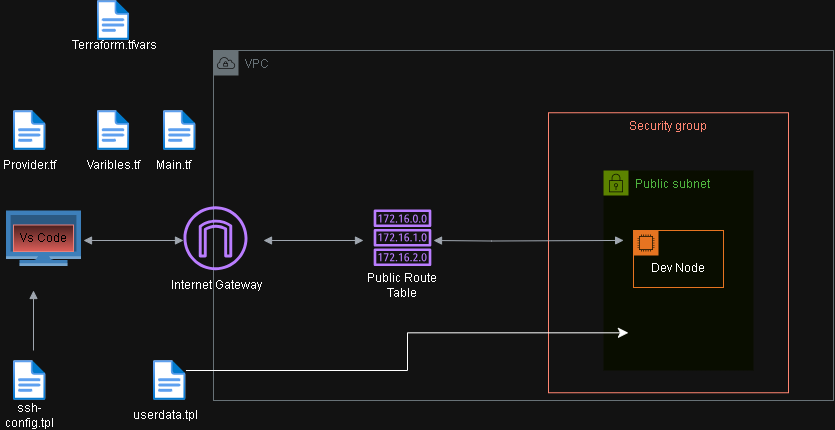 Terraform.tfvars
VPC
Security group
Provider.tf
Varibles.tf
Main.tf
Public subnet
Vs Code
172.16.0.0
172.16.1.0
172.16.2.0
Dev Node
Internet Gateway
Public Route
Table
ssh-
config.tpl
userdata.tpl